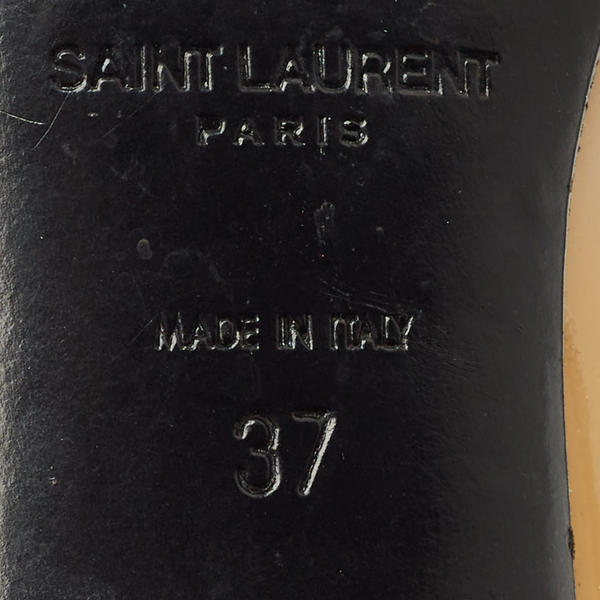 SAINT LAURENT
PARIS
MADE IN ITALY
37